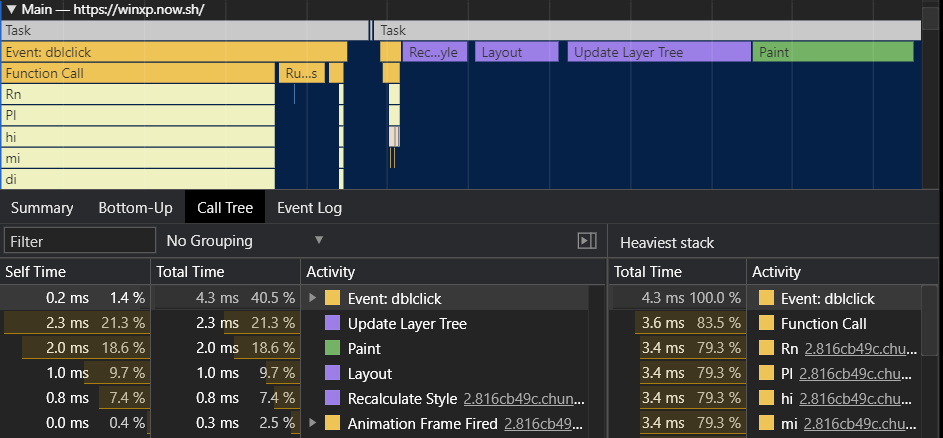 ▼ Main — https://winxp.now.sh/
Task Task
Event: dblclick Rec...yle Layout Update Layer Tree Paint
Function Call Ru...s
Rn
Pl
hi
mi
di
Summary Bottom-Up Call Tree Event Log
Filter No Grouping ▼ Heaviest stack
Self Time Total Time Activity Total Time Activity
0.2 ms 1.4 % 4.3 ms 40.5 % Event: dblclick 4.3 ms 100.0 % Event: dblclick
2.3 ms 21.3 % 2.3 ms 21.3 % Update Layer Tree 3.6 ms 83.5 % Function Call
2.0 ms 18.6 % 2.0 ms 18.6 % Paint 3.4 ms 79.3 % Rn 2.816cb49c.chu...
1.0 ms 9.7 % 1.0 ms 9.7 % Layout 3.4 ms 79.3 % Pl 2.816cb49c.chu...
0.8 ms 7.4 % 0.8 ms 7.4 % Recalculate Style 2.816cb49c.chun... 3.4 ms 79.3 % hi 2.816cb49c.chu...
0.0 ms 0.4 % 0.3 ms 2.5 % Animation Frame Fired 2.816cb49... 3.4 ms 79.3 % mi 2.816cb49c.chu...